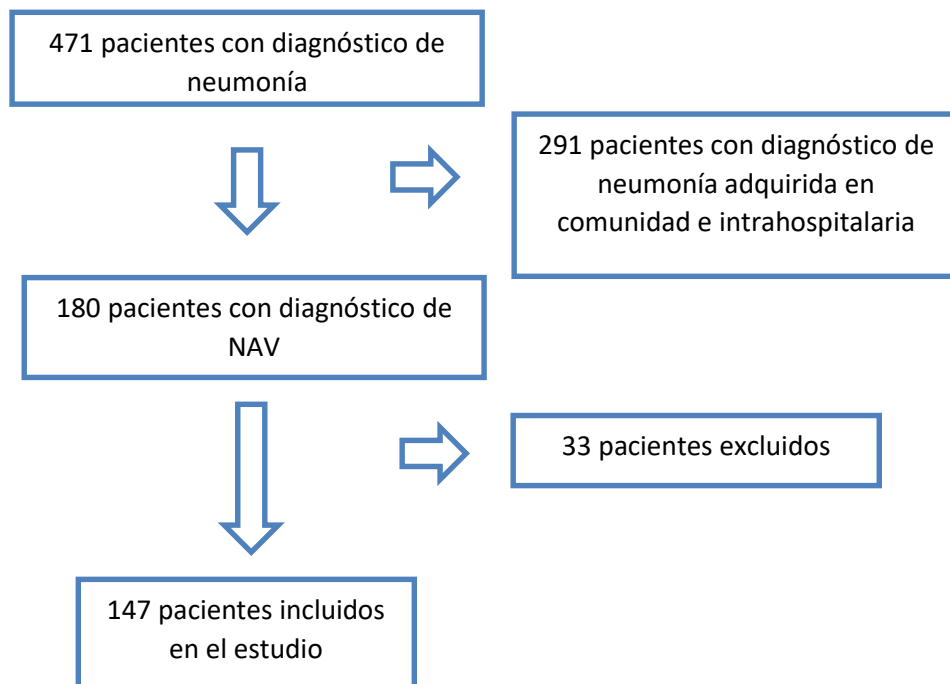 471 pacientes con diagnóstico de
neumonía
291 pacientes con diagnóstico de
neumonía adquirida en
comunidad e intrahospitalaria
180 pacientes con diagnóstico de
NAV
33 pacientes excluidos
147 pacientes incluidos
en el estudio